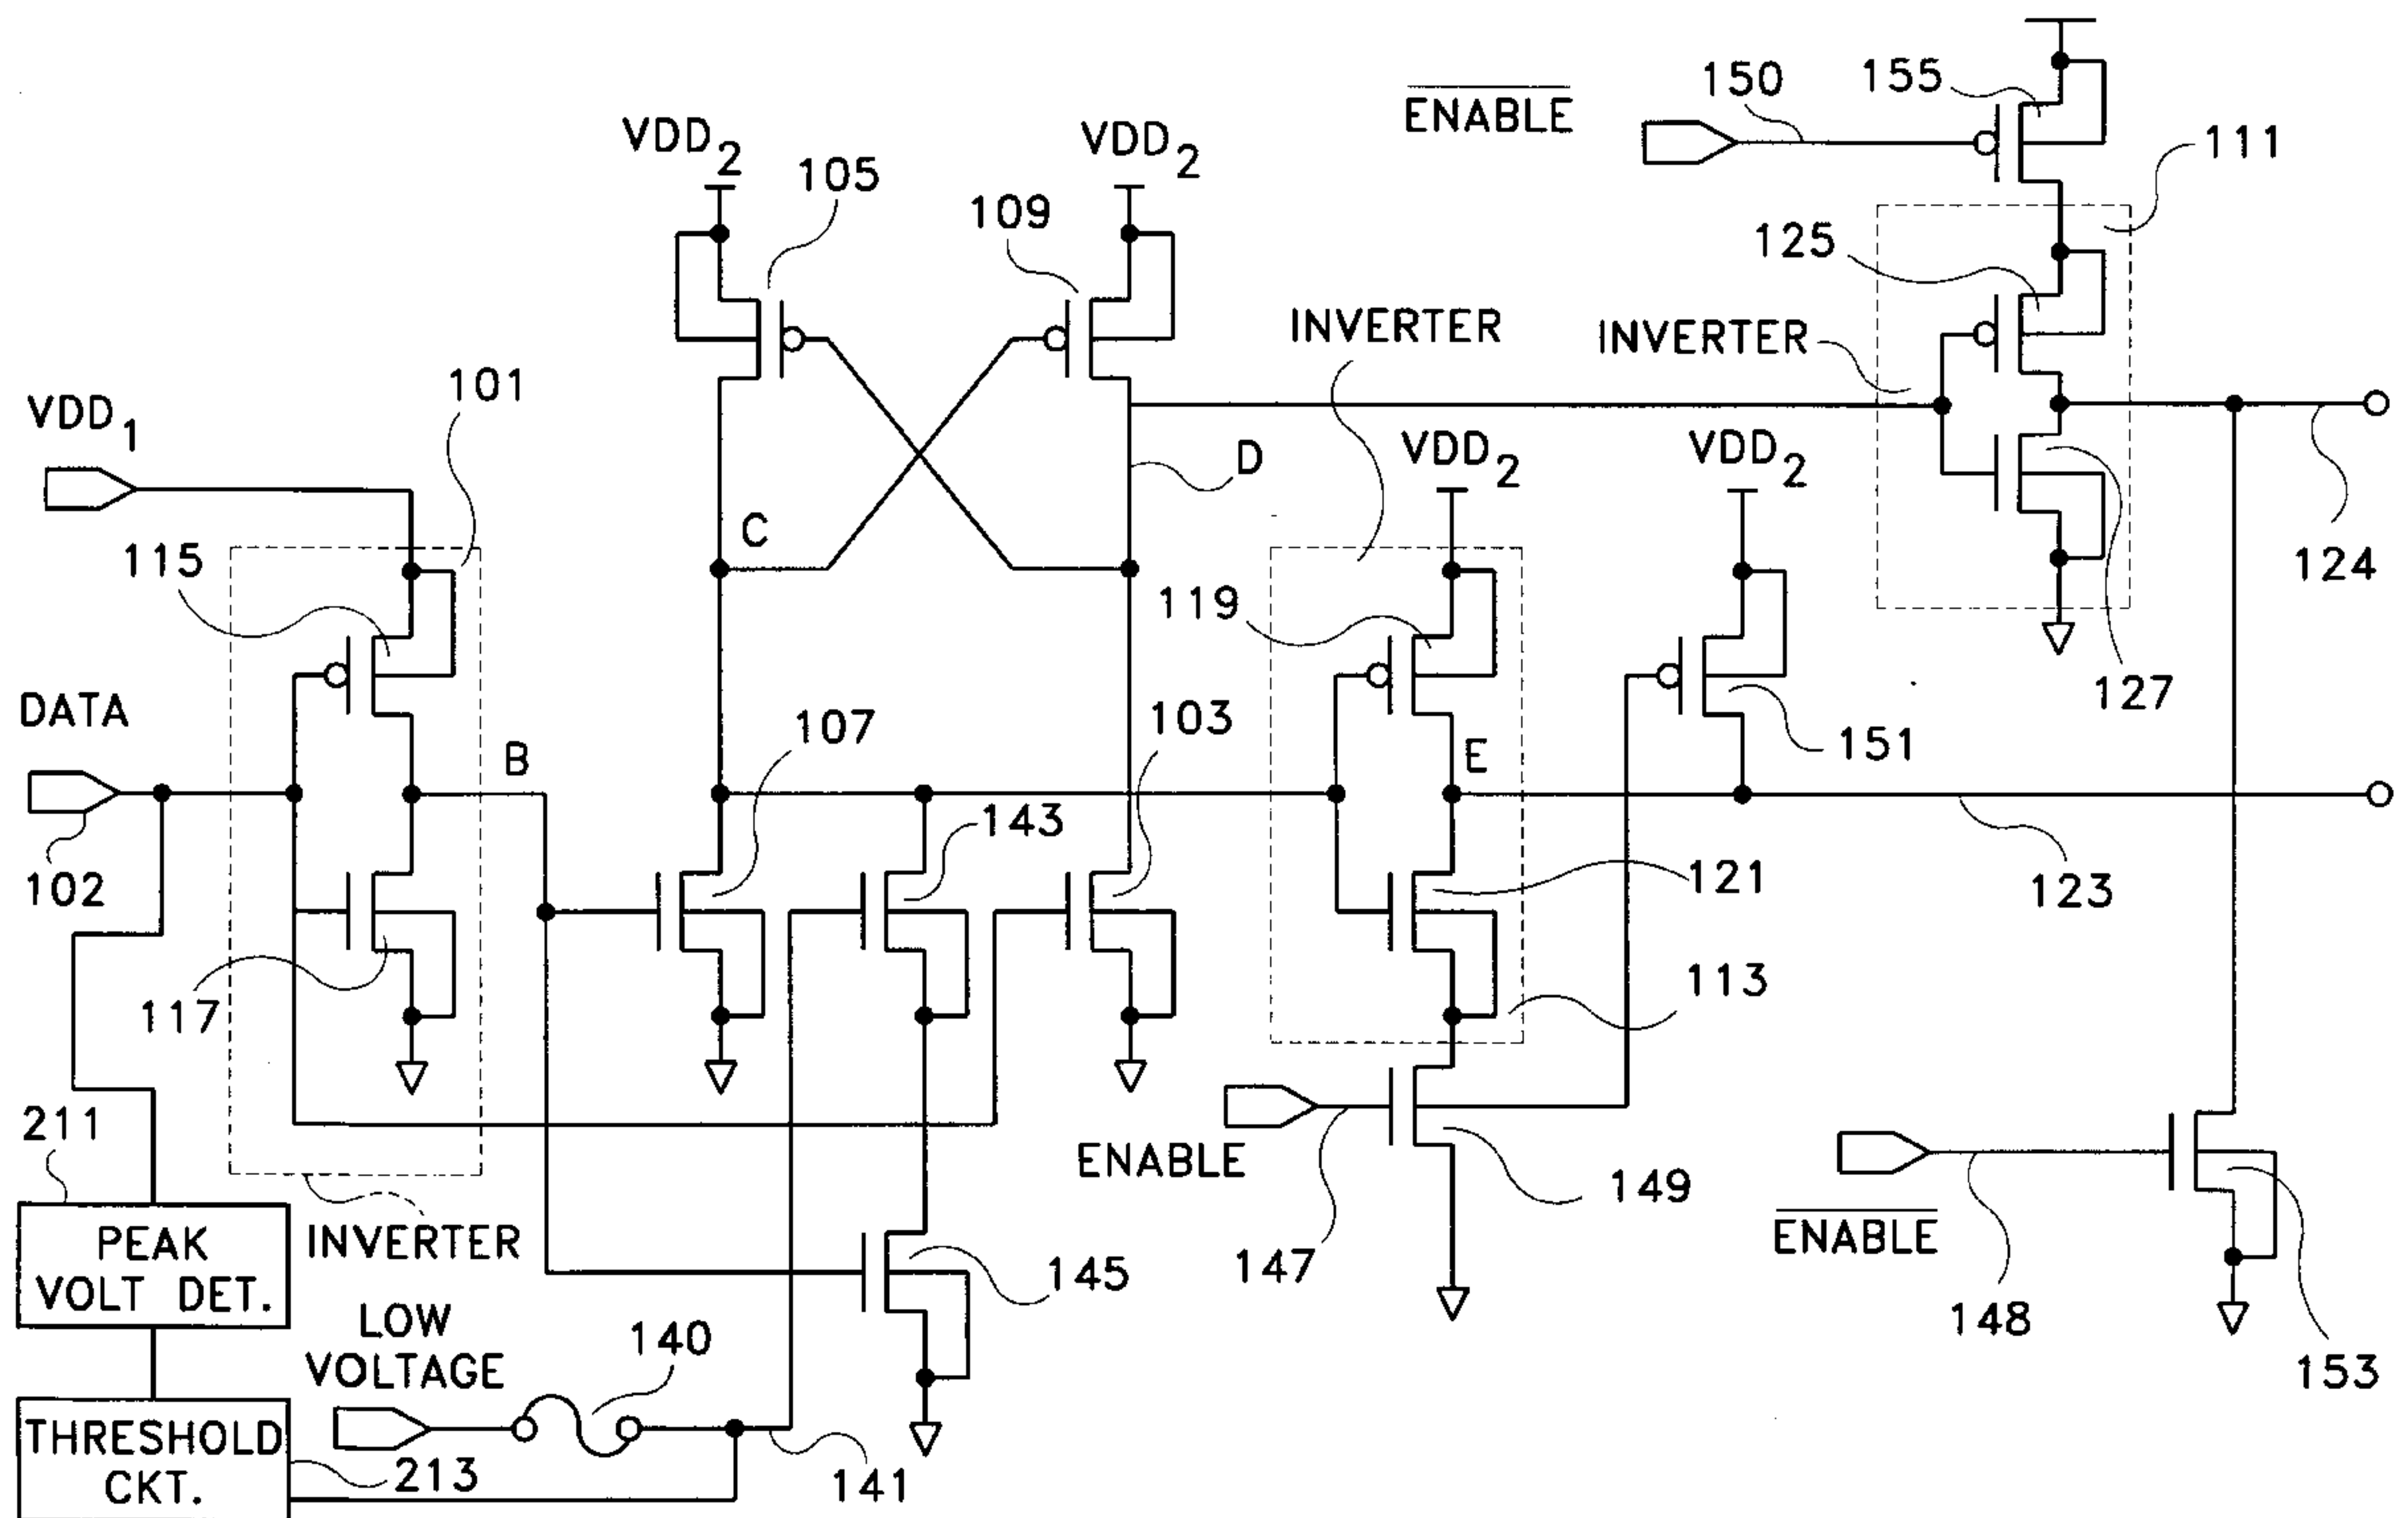 ENABLE
150
155
111
VDD2
105
VDD2
109
125
INVERTER
INVERTER
101
VDD1
VDD2
VDD2
D
C
115
124
119
127
DATA
107
103
151
B
E
143
102
121
123
113
117
211
ENABLE
149
ENABLE
PEAK
VOLT DET.
INVERTER
147
145
148
LOW
VOLTAGE
140
153
THRESHOLD
CKT.
213
141